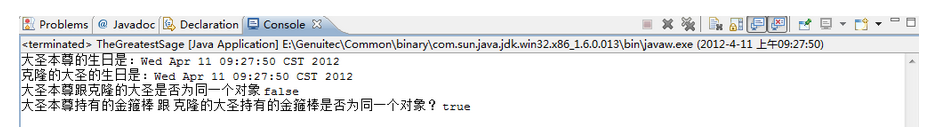 Problems @ Javadoc Declaration Console
<terminated> TheGreatestSage [Java Application] E:\Genuitec\Common\binary\com.sun.java.jdk.win32.x86_1.6.0.013\bin\javaw.exe (2012-4-11 上午09:27:50)
大圣本尊的生日是：Wed Apr 11 09:27:50 CST 2012
克隆的大圣的生日是：Wed Apr 11 09:27:50 CST 2012
大圣本尊跟克隆的大圣是否为同一个对象 false
大圣本尊持有的金箍棒 跟 克隆的大圣持有的金箍棒是否为同一个对象？ true